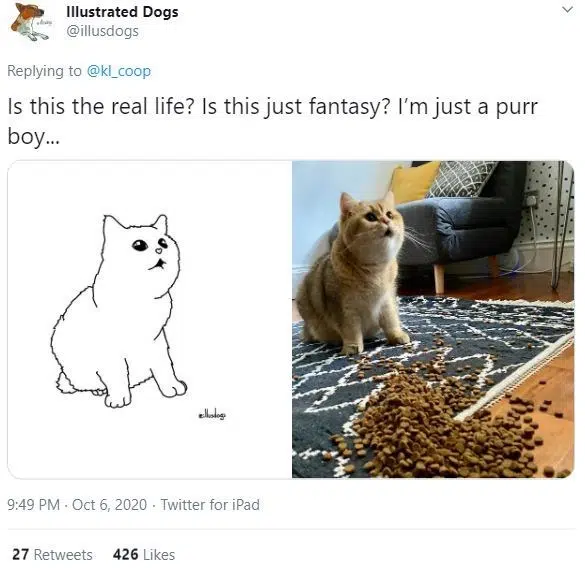 Illustrated Dogs
@illusdogs
Replying to @kl_coop
Is this the real life? Is this just fantasy? I’m just a purr
boy...
@illusdogs
9:49 PM · Oct 6, 2020 · Twitter for iPad
27 Retweets 426 Likes